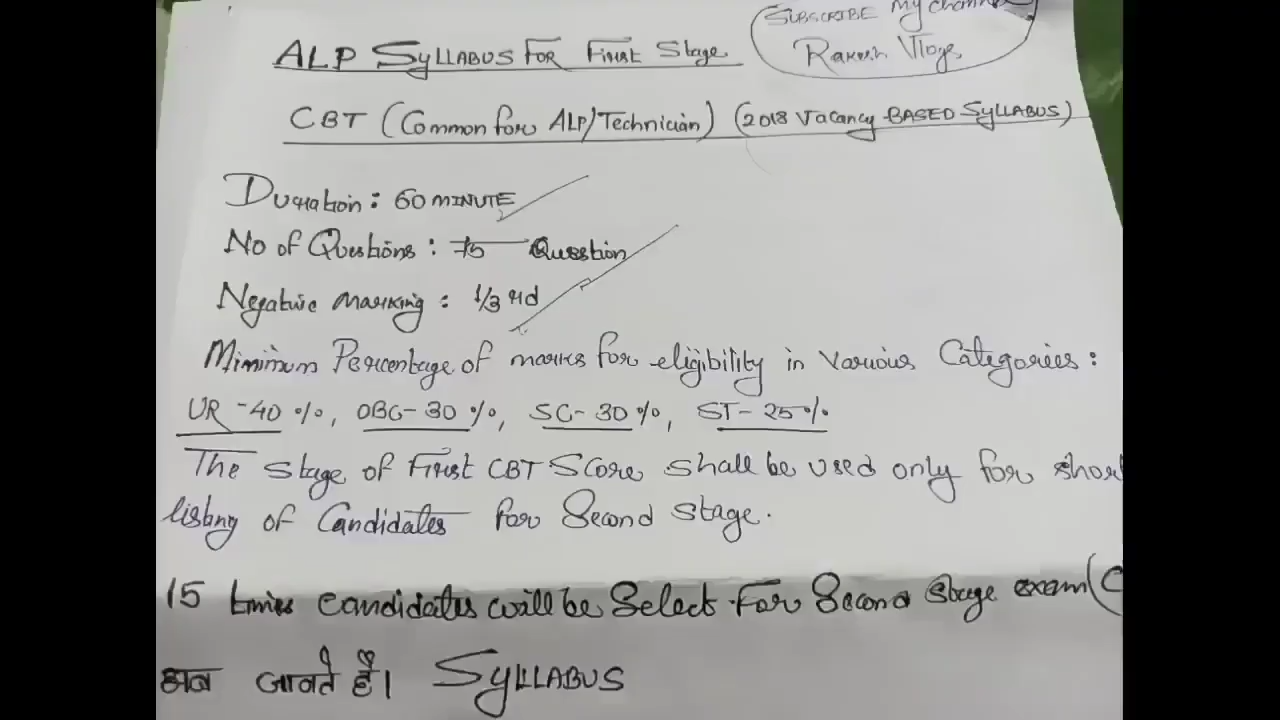 SUBSCRIBE My Channel
Rakesh Vlogs
ALP SYLLABUS FOR FIRST Stage
CBT (Common for ALP/Technician) (2018 Vacancy BASED SYLLABUS)
Duration: 60 MINUTE
No of Questions: 75 Question
Negative marking: 1/3 rd
Minimum Percentage of marks for eligibility in Various Categories:
UR-40%, OBC-30%, SC-30%, ST-25%
The stage of First CBT Score shall be used only for short
listing of Candidates for Second stage.
15 times candidates will be Select For Second stage exam (C
अब जानते है। SYLLABUS